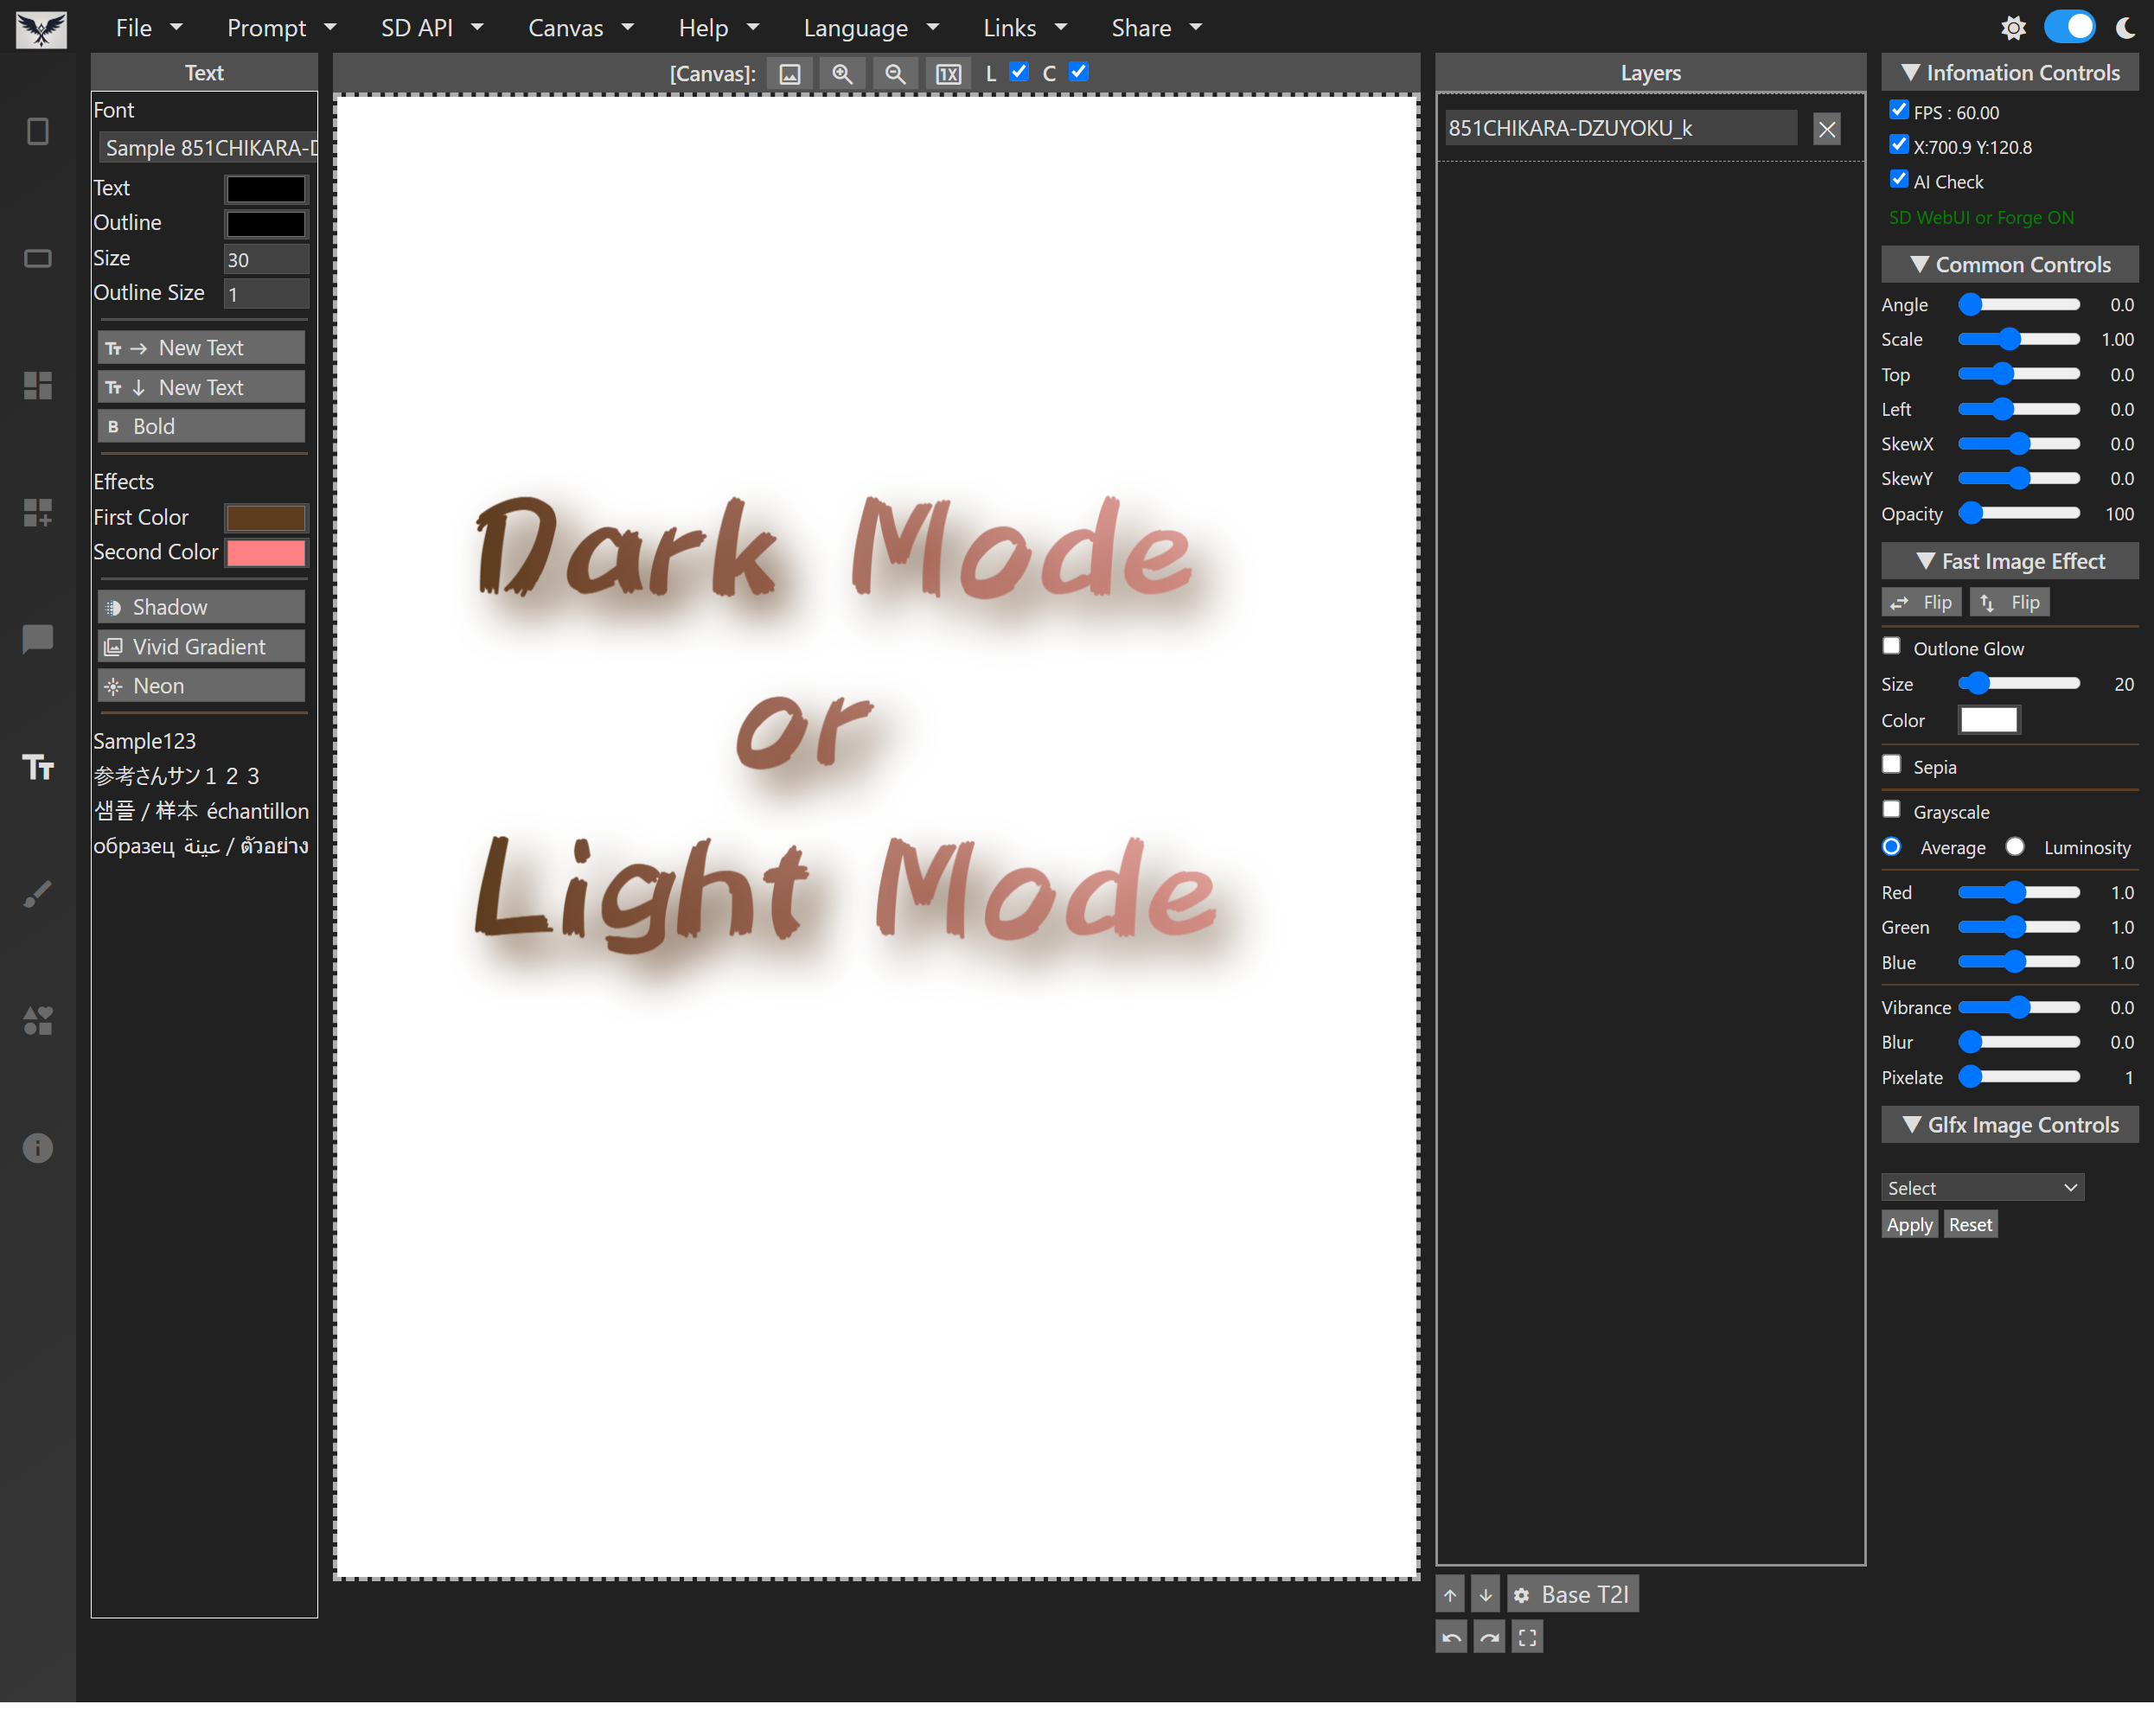 File Prompt SD API Canvas Help Language Links Share
Text
Font
Sample 851CHIKARA-D
Text
Outline
Size 30
Outline Size 1
Tт → New Text
Tт ↓ New Text
B Bold
Effects
First Color
Second Color
Shadow
Vivid Gradient
Neon
Sample123
参考さんサン１２３
샘플 / 样本 échantillon
образец عينة / ตัวอย่าง
[Canvas]: 1X L C
Dark Mode
or
Light Mode
Layers
851CHIKARA-DZUYOKU_k
Base T2I
▼ Infomation Controls
FPS : 60.00
X:700.9 Y:120.8
AI Check
SD WebUI or Forge ON
▼ Common Controls
Angle 0.0
Scale 1.00
Top 0.0
Left 0.0
SkewX 0.0
SkewY 0.0
Opacity 100
▼ Fast Image Effect
Flip Flip
Outlone Glow
Size 20
Color
Sepia
Grayscale
Average Luminosity
Red 1.0
Green 1.0
Blue 1.0
Vibrance 0.0
Blur 0.0
Pixelate 1
▼ Glfx Image Controls
Select
Apply Reset